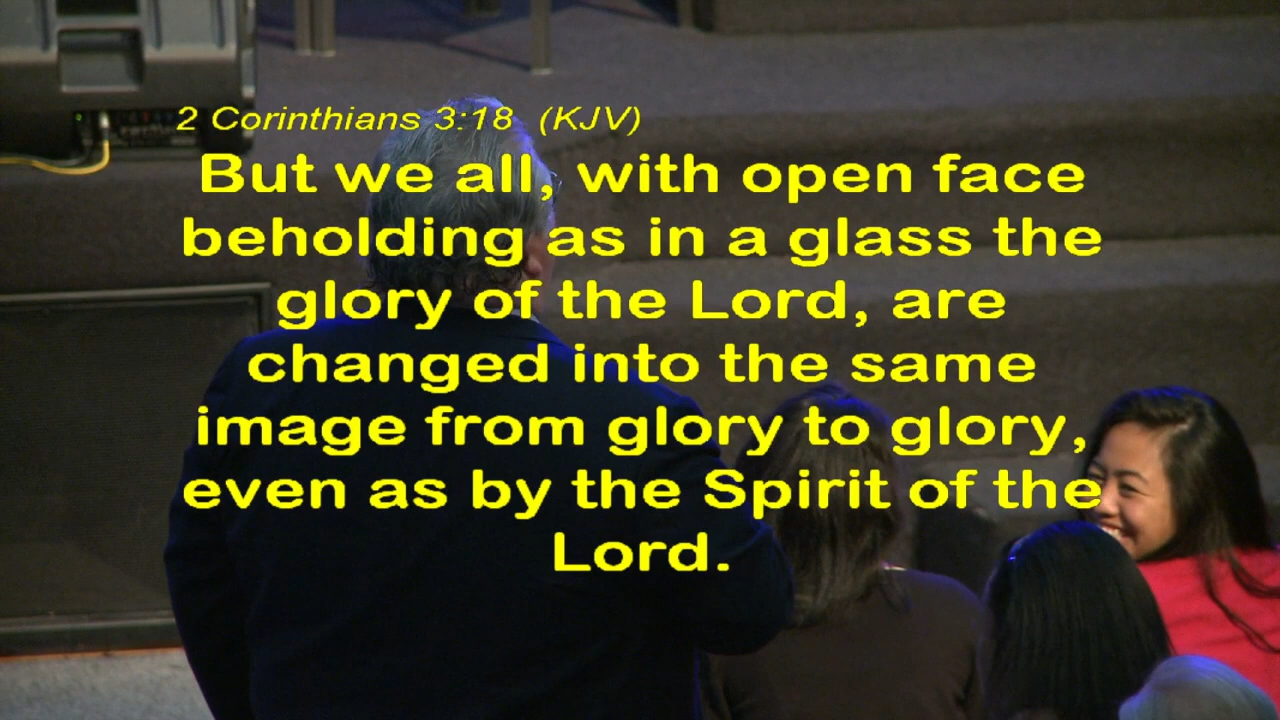 2 Corinthians 3:18 (KJV)
But we all, with open face
beholding as in a glass the
glory of the Lord, are
changed into the same
image from glory to glory,
even as by the Spirit of the
Lord.